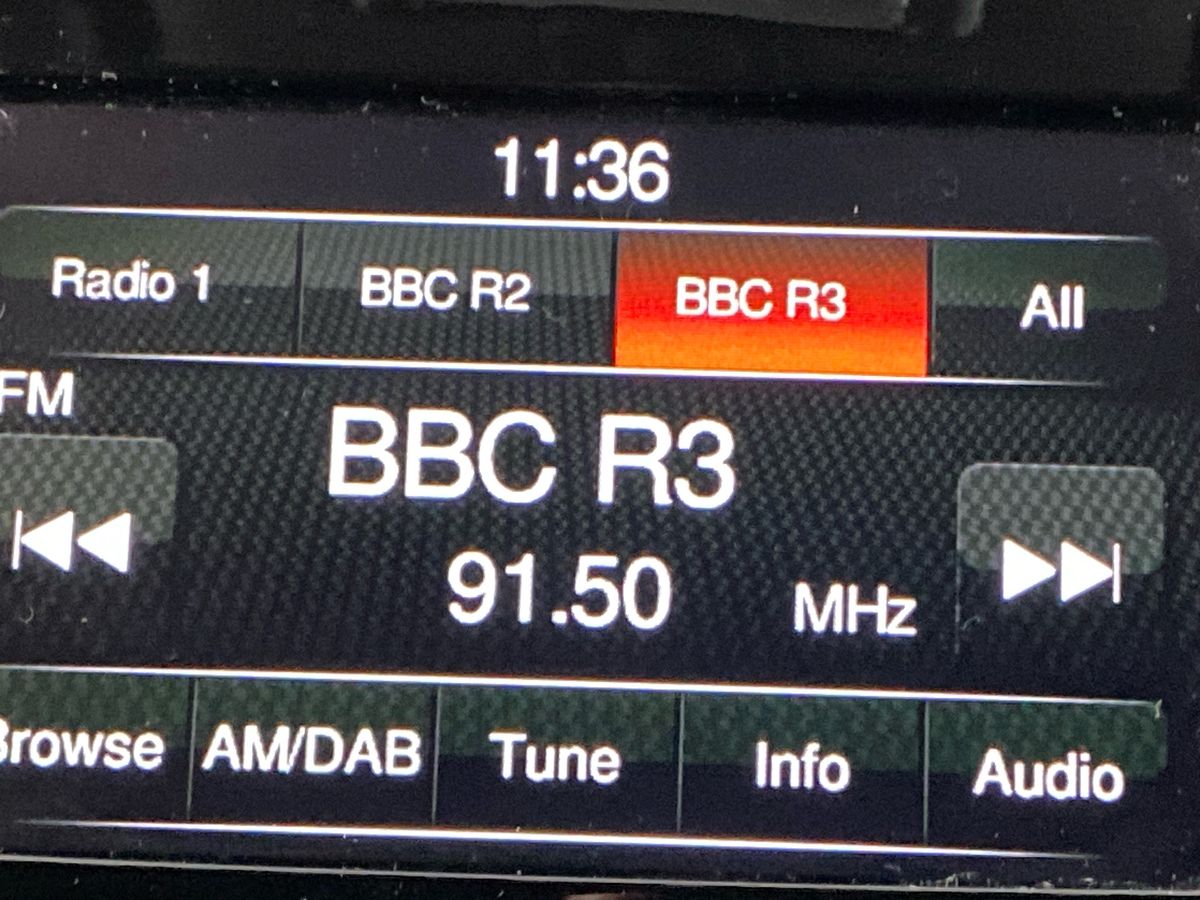 11:36
Radio 1 BBC R2 BBC R3 All
FM
BBC R3
91.50 MHz
Browse AM/DAB Tune Info Audio